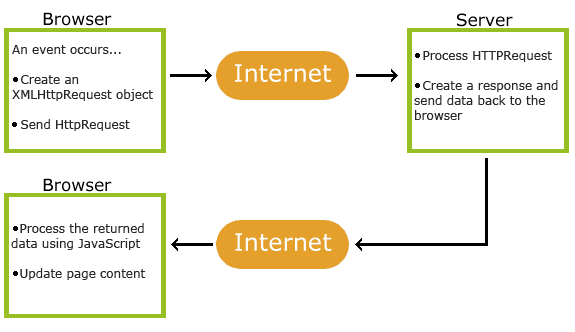 Browser
An event occurs...
•Create an
XMLHttpRequest object
• Send HttpRequest
Internet
Server
•Process HTTPRequest
•Create a response and
send data back to the
browser
Browser
•Process the returned
data using JavaScript
•Update page content
Internet